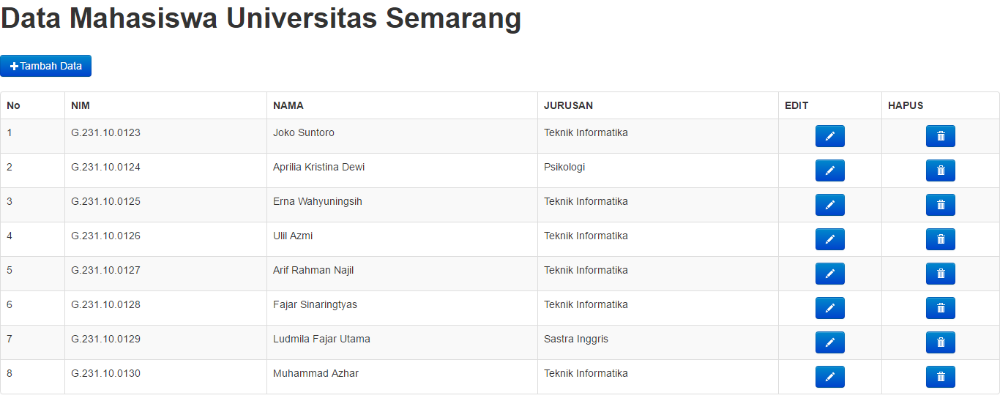 Data Mahasiswa Universitas Semarang
Tambah Data
No NIM NAMA JURUSAN EDIT HAPUS
1 G.231.10.0123 Joko Suntoro Teknik Informatika
2 G.231.10.0124 Aprilia Kristina Dewi Psikologi
3 G.231.10.0125 Erna Wahyuningsih Teknik Informatika
4 G.231.10.0126 Ulil Azmi Teknik Informatika
5 G.231.10.0127 Arif Rahman Najil Teknik Informatika
6 G.231.10.0128 Fajar Sinaringtyas Teknik Informatika
7 G.231.10.0129 Ludmila Fajar Utama Sastra Inggris
8 G.231.10.0130 Muhammad Azhar Teknik Informatika